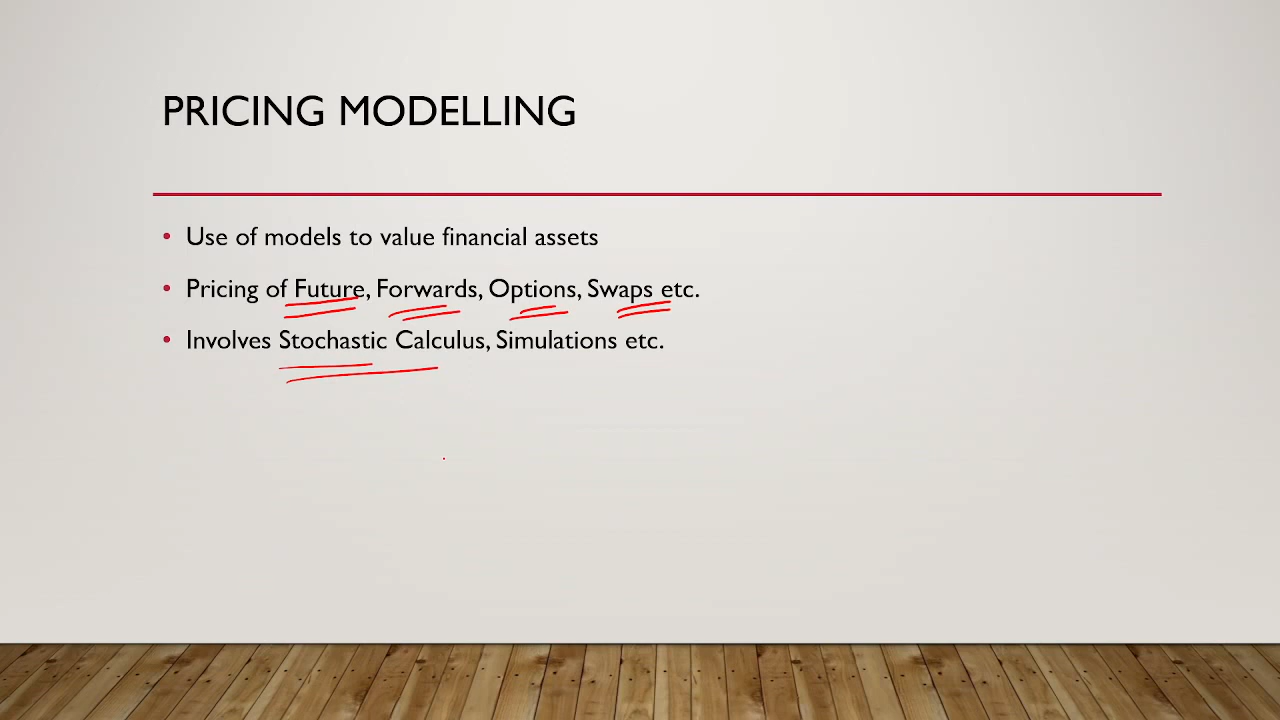 PRICING MODELLING
• Use of models to value financial assets
• Pricing of Future, Forwards, Options, Swaps etc.
• Involves Stochastic Calculus, Simulations etc.